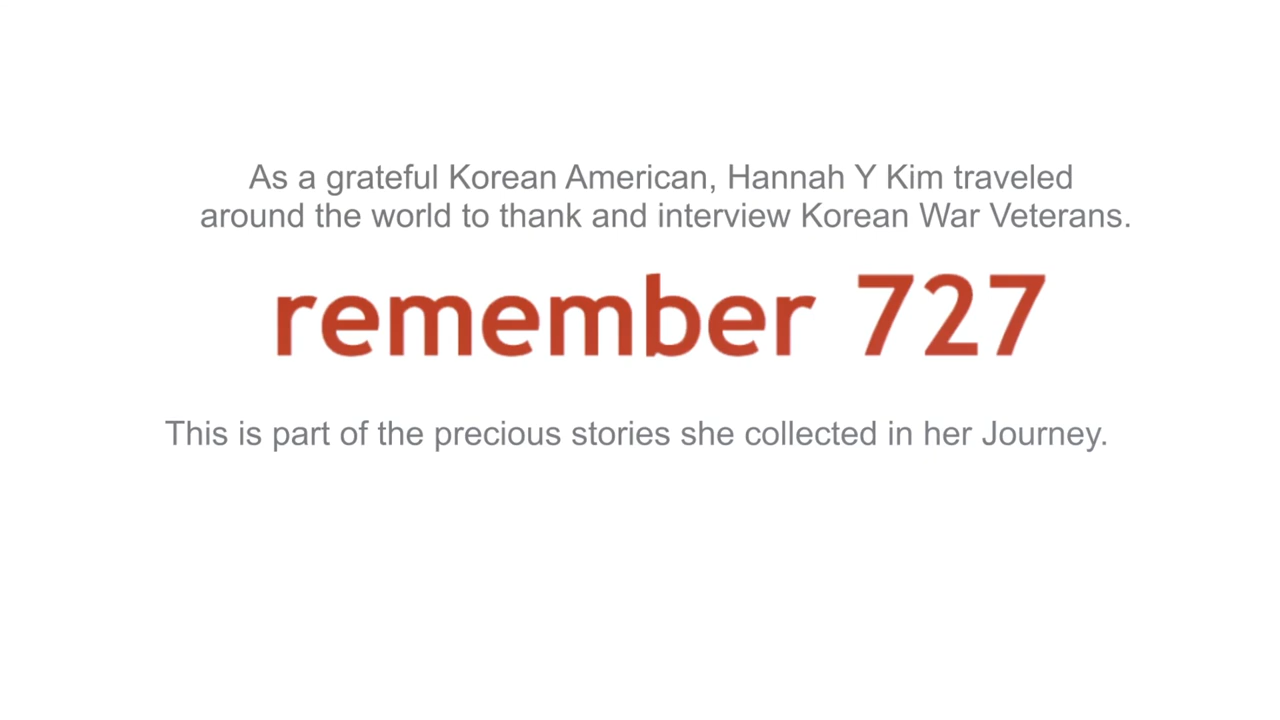 As a grateful Korean American, Hannah Y Kim traveled
around the world to thank and interview Korean War Veterans.
remember 727
This is part of the precious stories she collected in her Journey.